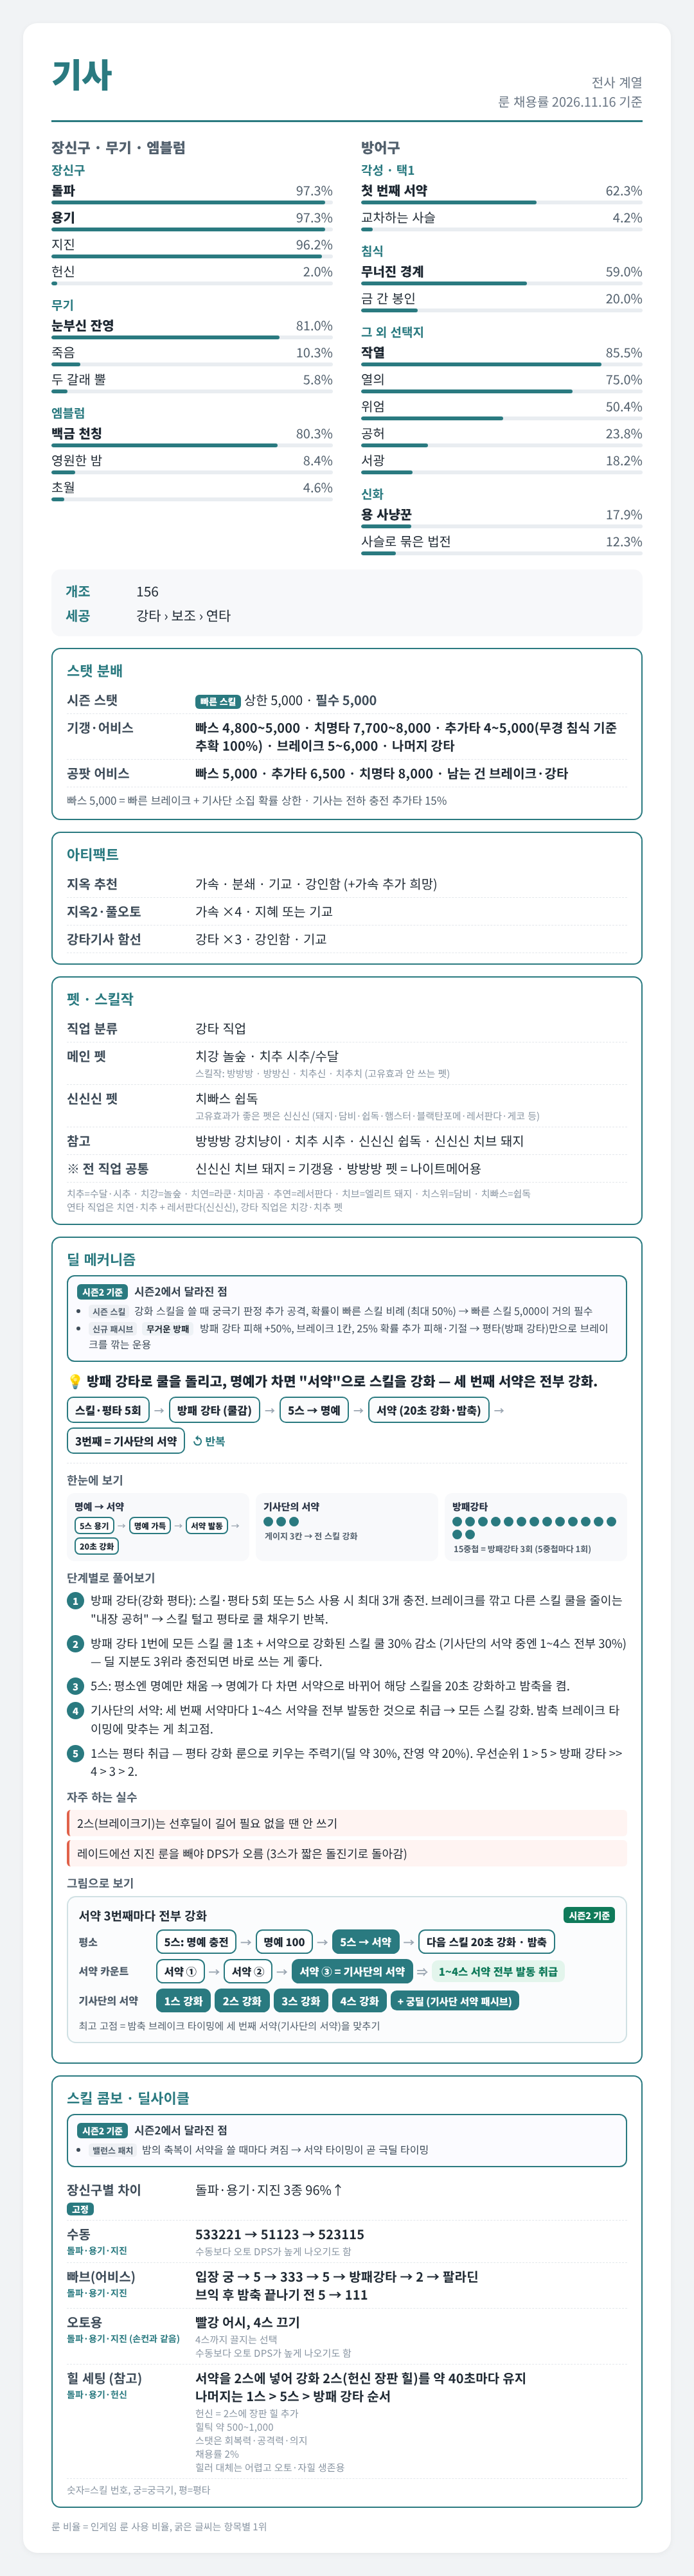 기사
전사 계열
룬 채용률 2026.11.16 기준
장신구 · 무기 · 엠블럼
장신구
돌파 97.3%
용기 97.3%
지진 96.2%
헌신 2.0%
무기
눈부신 잔영 81.0%
죽음 10.3%
두 갈래 뿔 5.8%
엠블럼
백금 천칭 80.3%
영원한 밤 8.4%
초월 4.6%
방어구
각성 · 택1
첫 번째 서약 62.3%
교차하는 사슬 4.2%
침식
무너진 경계 59.0%
금 간 봉인 20.0%
그 외 선택지
작열 85.5%
열의 75.0%
위엄 50.4%
공허 23.8%
서광 18.2%
신화
용 사냥꾼 17.9%
사슬로 묶은 법전 12.3%
개조 156
세공 강타 › 보조 › 연타
스탯 분배
시즌 스탯 빠른 스킬 상한 5,000 · 필수 5,000
기갱·어비스 빠스 4,800~5,000 · 치명타 7,700~8,000 · 추가타 4~5,000(무경 침식 기준
추확 100%) · 브레이크 5~6,000 · 나머지 강타
공팟 어비스 빠스 5,000 · 추가타 6,500 · 치명타 8,000 · 남는 건 브레이크·강타
빠스 5,000 = 빠른 브레이크 + 기사단 소집 확률 상한 · 기사는 전하 충전 추가타 15%
아티팩트
지옥 추천 가속 · 분쇄 · 기교 · 강인함 (+가속 추가 희망)
지옥2·풀오토 가속 ×4 · 지혜 또는 기교
강타기사 함선 강타 ×3 · 강인함 · 기교
펫 · 스킬작
직업 분류 강타 직업
메인 펫 치강 놀숲 · 치추 시추/수달
스킬작: 방방방 · 방방신 · 치추신 · 치추치 (고유효과 안 쓰는 펫)
신신신 펫 치빠스 쉽독
고유효과가 좋은 펫은 신신신 (돼지·담비·쉽독·햄스터·블랙탄포메·레서판다·게코 등)
참고 방방방 강치냥이 · 치추 시추 · 신신신 쉽독 · 신신신 치브 돼지
※ 전 직업 공통 신신신 치브 돼지 = 기갱용 · 방방방 펫 = 나이트메어용
치추=수달·시추 · 치강=놀숲 · 치연=라쿤·치마곰 · 추연=레서판다 · 치브=엘리트 돼지 · 치스위=담비 · 치빠스=쉽독
연타 직업은 치연·치추 + 레서판다(신신신), 강타 직업은 치강·치추 펫
딜 메커니즘
시즌2 기준 시즌2에서 달라진 점
• 시즌 스킬 강화 스킬을 쓸 때 궁극기 판정 추가 공격, 확률이 빠른 스킬 비례 (최대 50%) → 빠른 스킬 5,000이 거의 필수
• 신규 패시브 무거운 방패 방패 강타 피해 +50%, 브레이크 1칸, 25% 확률 추가 피해·기절 → 평타(방패 강타)만으로 브레이
크를 깎는 운용
💡 방패 강타로 쿨을 돌리고, 명예가 차면 "서약"으로 스킬을 강화 — 세 번째 서약은 전부 강화.
스킬·평타 5회 → 방패 강타 (쿨감) → 5스 → 명예 → 서약 (20초 강화·밤축) →
3번째 = 기사단의 서약 ↺ 반복
한눈에 보기
명예 → 서약
5스 용기 → 명예 가득 → 서약 발동 →
20초 강화
기사단의 서약
게이지 3칸 → 전 스킬 강화
방패강타
15중첩 = 방패강타 3회 (5중첩마다 1회)
단계별로 풀어보기
1 방패 강타(강화 평타): 스킬·평타 5회 또는 5스 사용 시 최대 3개 충전. 브레이크를 깎고 다른 스킬 쿨을 줄이는
"내장 공허" → 스킬 털고 평타로 쿨 채우기 반복.
2 방패 강타 1번에 모든 스킬 쿨 1초 + 서약으로 강화된 스킬 쿨 30% 감소 (기사단의 서약 중엔 1~4스 전부 30%)
— 딜 지분도 3위라 충전되면 바로 쓰는 게 좋다.
3 5스: 평소엔 명예만 채움 → 명예가 다 차면 서약으로 바뀌어 해당 스킬을 20초 강화하고 밤축을 켬.
4 기사단의 서약: 세 번째 서약마다 1~4스 서약을 전부 발동한 것으로 취급 → 모든 스킬 강화. 밤축 브레이크 타
이밍에 맞추는 게 최고점.
5 1스는 평타 취급 — 평타 강화 룬으로 키우는 주력기(딜 약 30%, 잔영 약 20%). 우선순위 1 > 5 > 방패 강타 >>
4 > 3 > 2.
자주 하는 실수
2스(브레이크기)는 선후딜이 길어 필요 없을 땐 안 쓰기
레이드에선 지진 룬을 빼야 DPS가 오름 (3스가 짧은 돌진기로 돌아감)
그림으로 보기
서약 3번째마다 전부 강화 시즌2 기준
평소 5스: 명예 충전 → 명예 100 → 5스 → 서약 → 다음 스킬 20초 강화 · 밤축
서약 카운트 서약 ① → 서약 ② → 서약 ③ = 기사단의 서약 ⇒ 1~4스 서약 전부 발동 취급
기사단의 서약 1스 강화 2스 강화 3스 강화 4스 강화 + 궁딜 (기사단 서약 패시브)
최고 고점 = 밤축 브레이크 타이밍에 세 번째 서약(기사단의 서약)을 맞추기
스킬 콤보 · 딜사이클
시즌2 기준 시즌2에서 달라진 점
• 밸런스 패치 밤의 축복이 서약을 쓸 때마다 켜짐 → 서약 타이밍이 곧 극딜 타이밍
장신구별 차이 돌파·용기·지진 3종 96%↑
고정
수동 533221 → 51123 → 523115
돌파·용기·지진 수동보다 오토 DPS가 높게 나오기도 함
빠브(어비스) 입장 궁 → 5 → 333 → 5 → 방패강타 → 2 → 팔라딘
돌파·용기·지진 브익 후 밤축 끝나기 전 5 → 111
오토용 빨강 어시, 4스 끄기
돌파·용기·지진 (손컨과 같음) 4스까지 끌지는 선택
수동보다 오토 DPS가 높게 나오기도 함
힐 세팅 (참고) 서약을 2스에 넣어 강화 2스(헌신 장판 힐)를 약 40초마다 유지
돌파·용기·헌신 나머지는 1스 > 5스 > 방패 강타 순서
헌신 = 2스에 장판 힐 추가
힐틱 약 500~1,000
스탯은 회복력·공격력·의지
채용률 2%
힐러 대체는 어렵고 오토·자힐 생존용
숫자=스킬 번호, 궁=궁극기, 평=평타
룬 비율 = 인게임 룬 사용 비율, 굵은 글씨는 항목별 1위